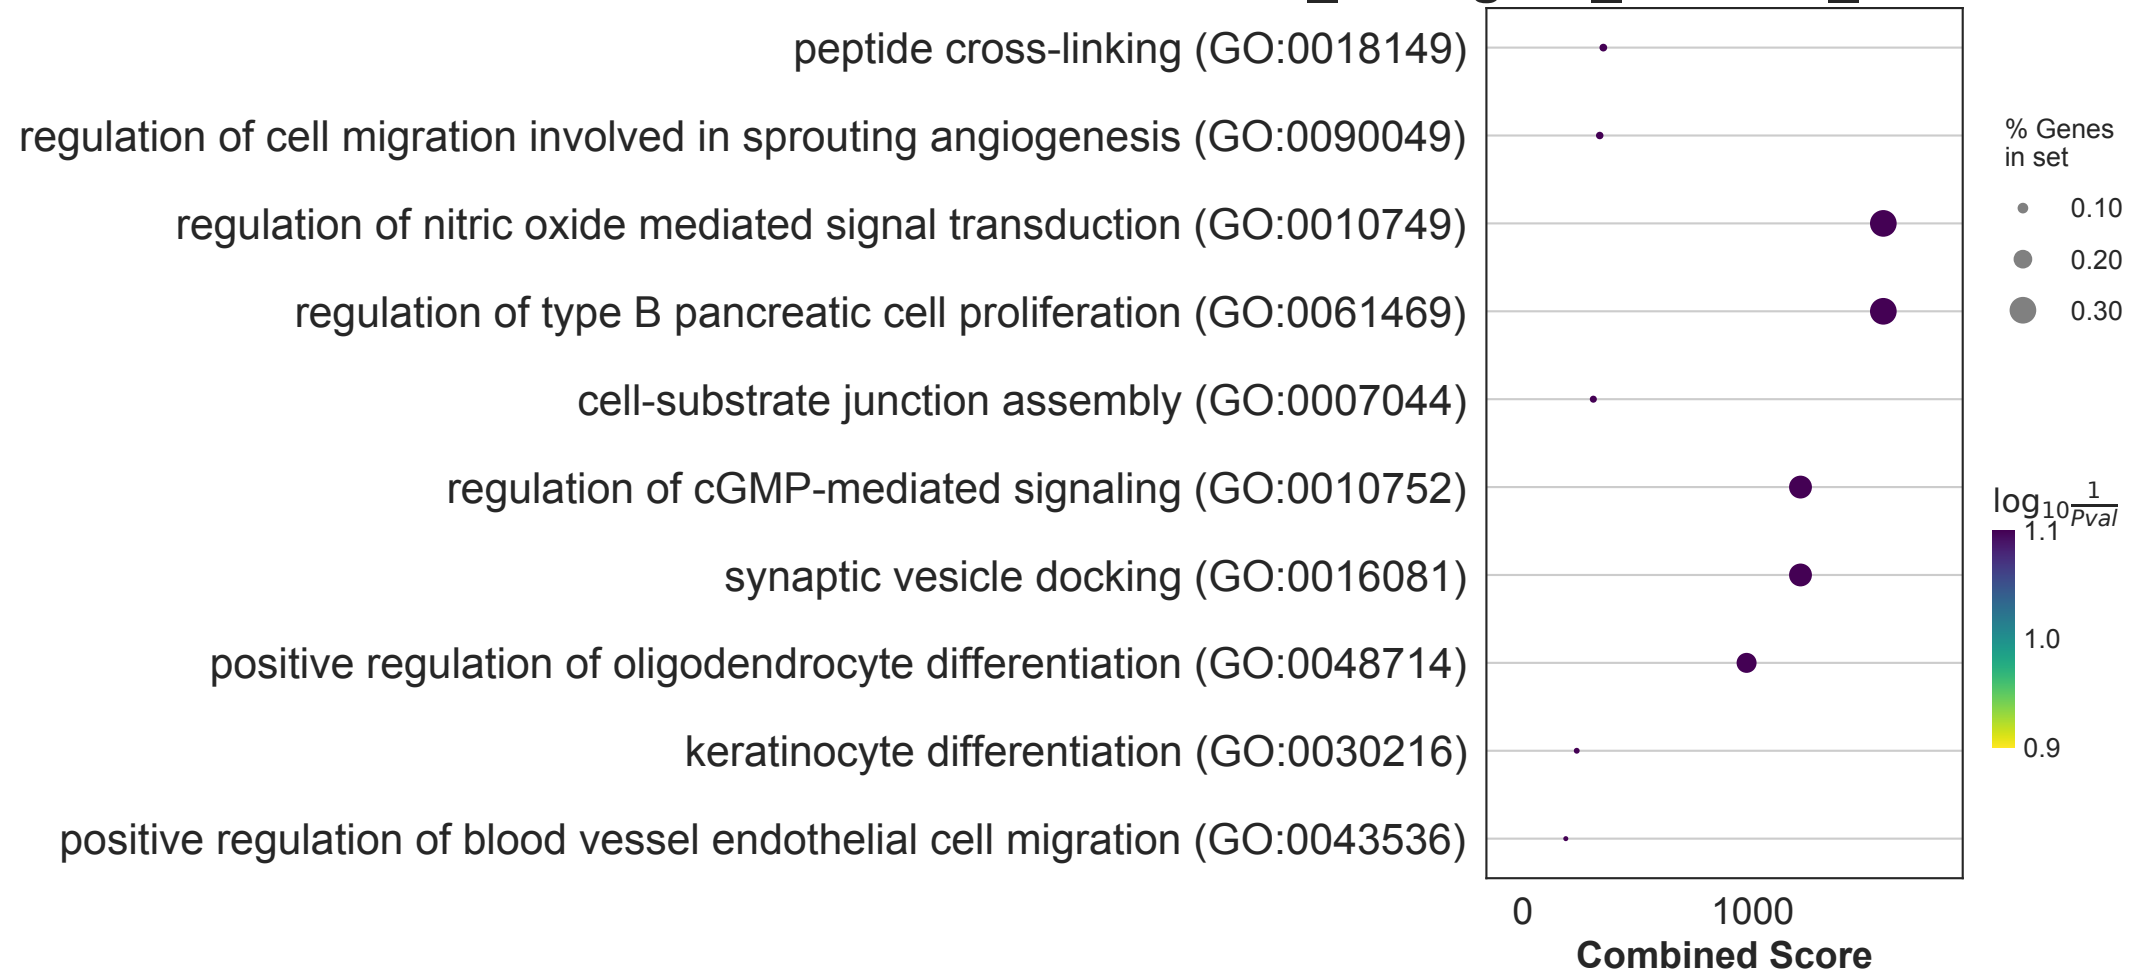 peptide cross-linking (GO:0018149)
regulation of cell migration involved in sprouting angiogenesis (GO:0090049)
regulation of nitric oxide mediated signal transduction (GO:0010749)
regulation of type B pancreatic cell proliferation (GO:0061469)
cell-substrate junction assembly (GO:0007044)
regulation of cGMP-mediated signaling (GO:0010752)
synaptic vesicle docking (GO:0016081)
positive regulation of oligodendrocyte differentiation (GO:0048714)
keratinocyte differentiation (GO:0030216)
positive regulation of blood vessel endothelial cell migration (GO:0043536)
0 1000
Combined Score
% Genes
in set
0.10
0.20
0.30
log₁₀ 1/Pval
1.1
1.0
0.9